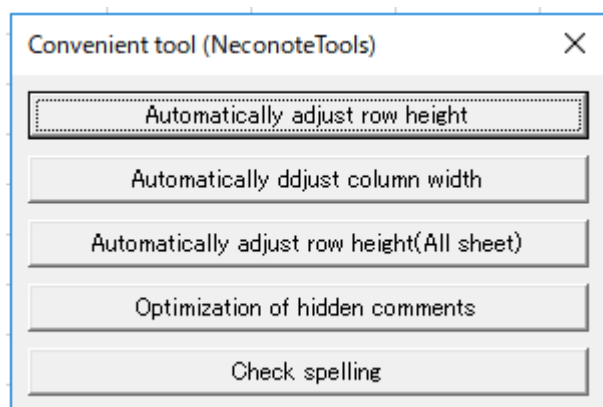 Convenient tool (NeconoteTools)
Automatically adjust row height
Automatically ddjust column width
Automatically adjust row height(All sheet)
Optimization of hidden comments
Check spelling